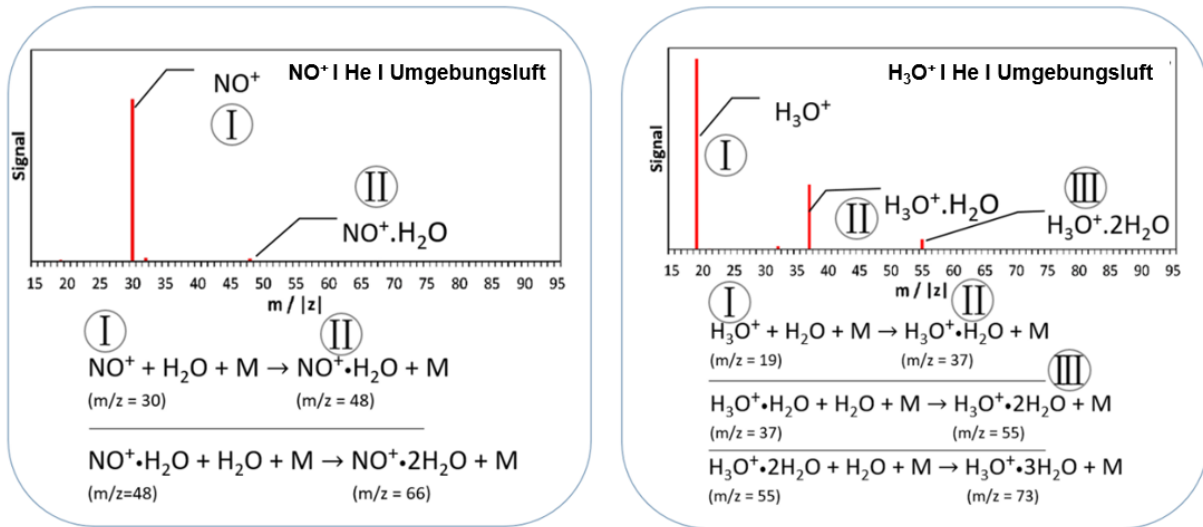 NO⁺ I He I Umgebungsluft
NO⁺
I
II
NO⁺.H₂O
Signal
15 20 25 30 35 40 45 50 55 60 65 70 75 80 85 90 95
m / |z|
I
II
NO⁺ + H₂O + M → NO⁺•H₂O + M
(m/z = 30) (m/z = 48)
NO⁺•H₂O + H₂O + M → NO⁺•2H₂O + M
(m/z=48) (m/z = 66)
H₃O⁺ I He I Umgebungsluft
H₃O⁺
I
II
H₃O⁺.H₂O
III
H₃O⁺.2H₂O
Signal
15 20 25 30 35 40 45 50 55 60 65 70 75 80 85 90 95
m / |z|
I
II
H₃O⁺ + H₂O + M → H₃O⁺•H₂O + M
(m/z = 19) (m/z = 37)
III
H₃O⁺•H₂O + H₂O + M → H₃O⁺•2H₂O + M
(m/z = 37) (m/z = 55)
H₃O⁺•2H₂O + H₂O + M → H₃O⁺•3H₂O + M
(m/z = 55) (m/z = 73)